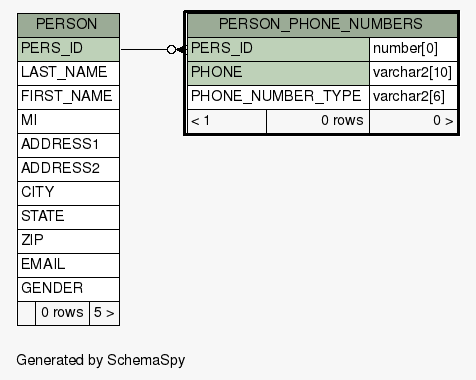 PERSON
PERS_ID
LAST_NAME
FIRST_NAME
MI
ADDRESS1
ADDRESS2
CITY
STATE
ZIP
EMAIL
GENDER
0 rows 5 >
PERSON_PHONE_NUMBERS
PERS_ID number[0]
PHONE varchar2[10]
PHONE_NUMBER_TYPE varchar2[6]
< 1 0 rows 0 >
Generated by SchemaSpy